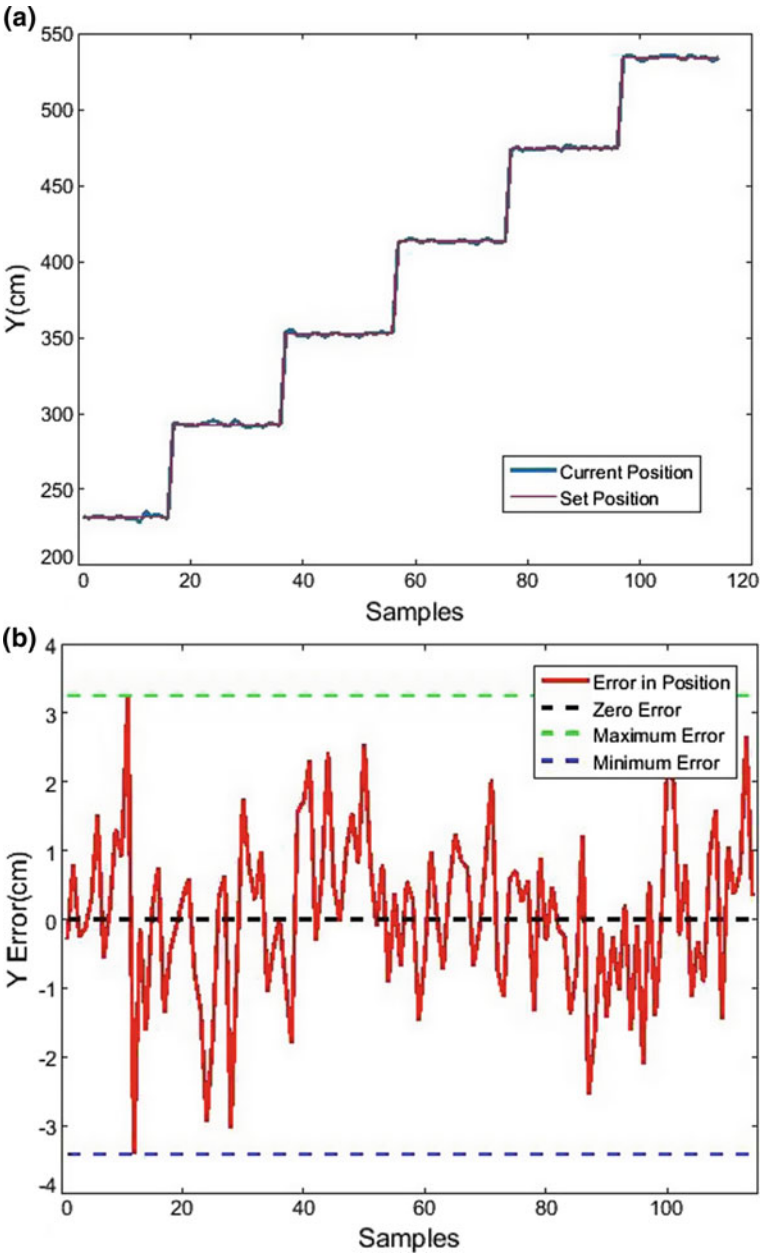 (a)
550
500
450
400
350
300
250
200
Y(cm)
0 20 40 60 80 100 120
Samples
Current Position
Set Position
(b)
4
3
2
1
0
-1
-2
-3
-4
Y Error(cm)
0 20 40 60 80 100
Samples
Error in Position
Zero Error
Maximum Error
Minimum Error